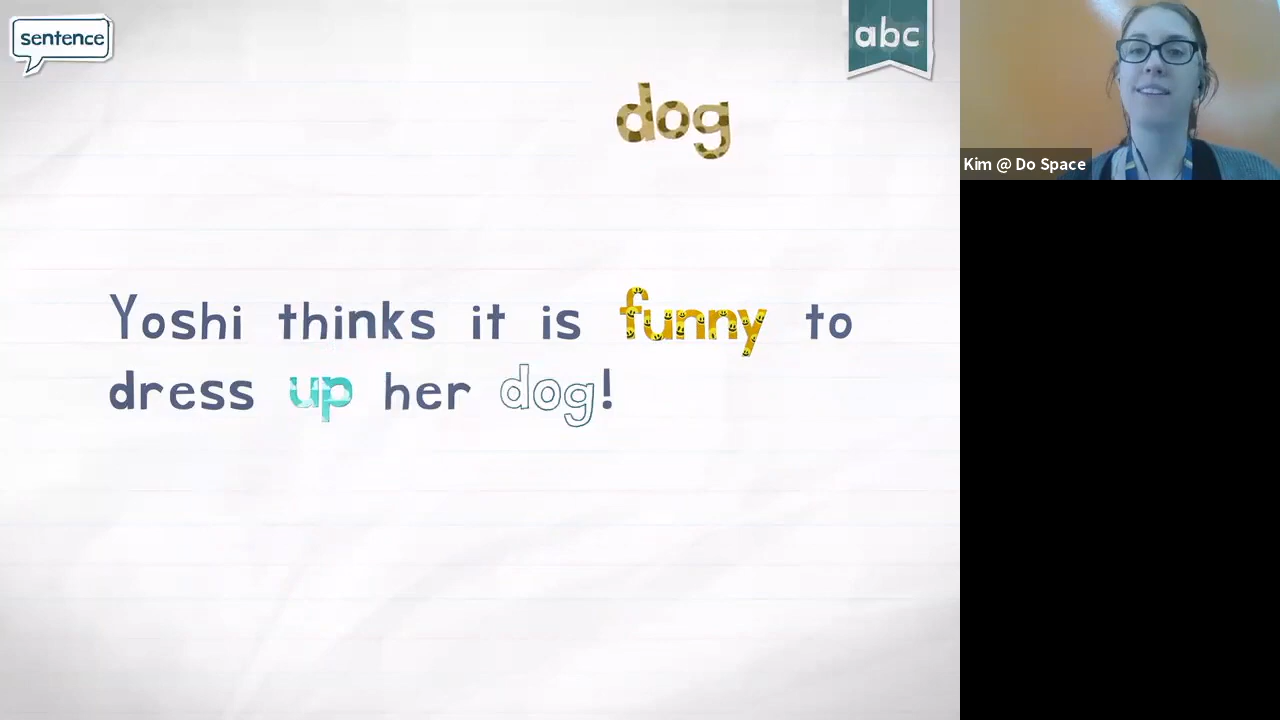 sentence
abc
dog
Yoshi thinks it is funny to
dress up her dog!
Kim @ Do Space